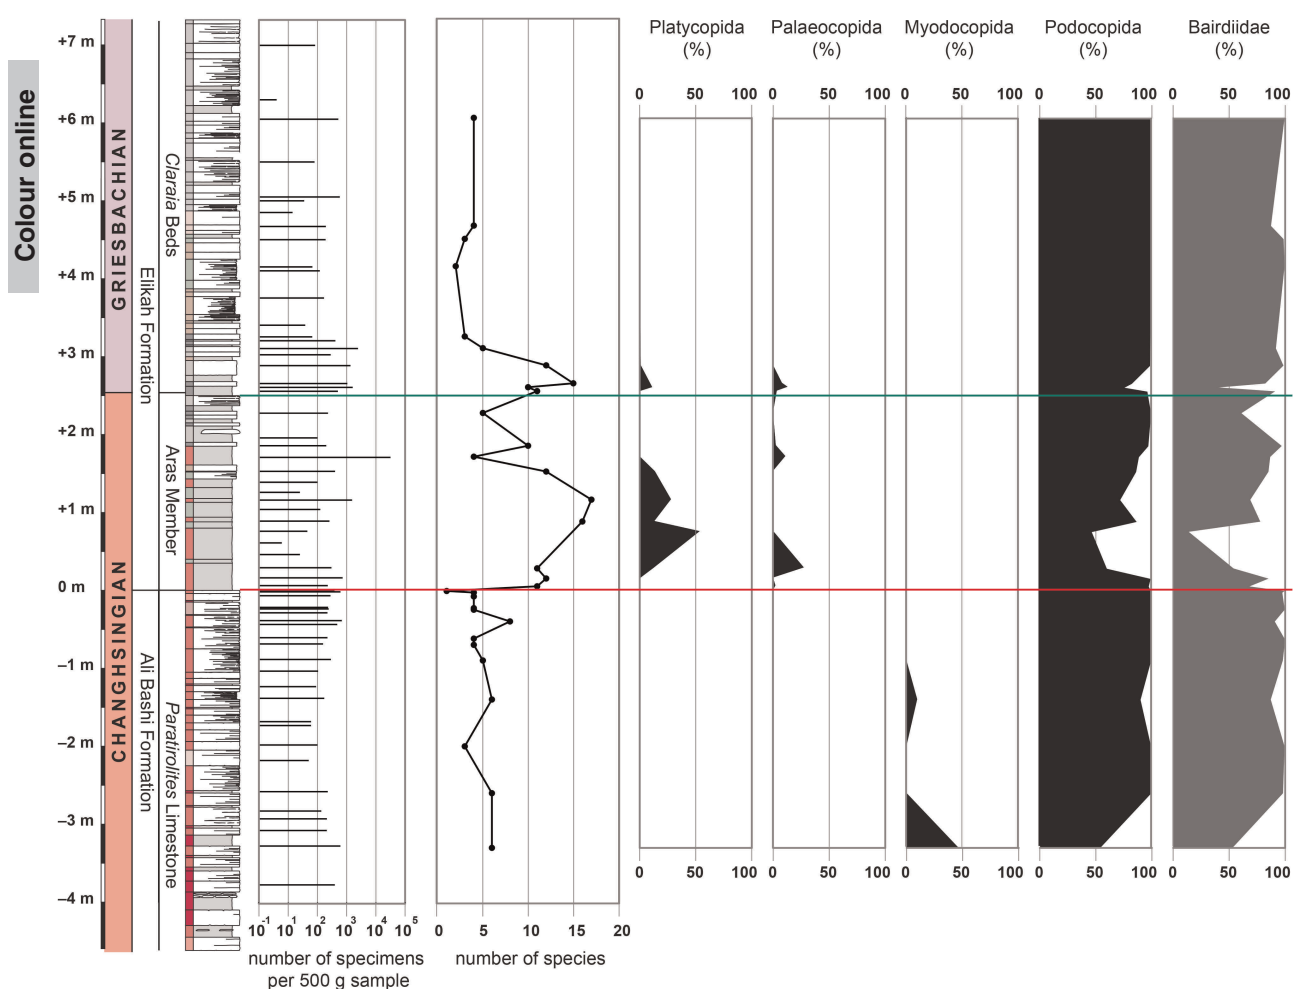 Colour online
+7 m
+6 m
+5 m
+4 m
+3 m
+2 m
+1 m
0 m
–1 m
–2 m
–3 m
–4 m
GRIESBACHIAN
CHANGHSINGIAN
Elikah Formation
Ali Bashi Formation
Claraia Beds
Aras Member
Paratirolites Limestone
10-1 101 102 103 104 105
number of specimens
per 500 g sample
0 5 10 15 20
number of species
Platycopida
(%)
0 50 100
0 50 100
Palaeocopida
(%)
0 50 100
0 50 100
Myodocopida
(%)
0 50 100
0 50 100
Podocopida
(%)
0 50 100
0 50 100
Bairdiidae
(%)
0 50 100
0 50 100